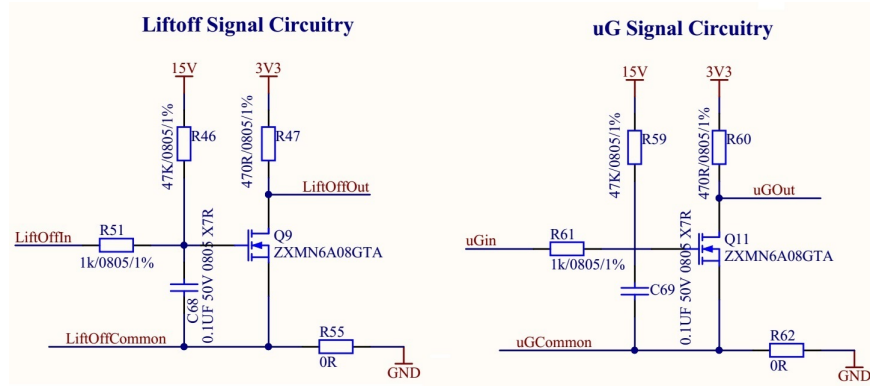 Liftoff Signal Circuitry
15V
3V3
R46
47K/0805/1%
R47
470R/0805/1%
LiftOffOut
LiftOffIn
R51
1k/0805/1%
Q9
ZXMN6A08GTA
C68
0.1UF 50V 0805 X7R
LiftOffCommon
R55
0R
GND
uG Signal Circuitry
15V
3V3
R59
47K/0805/1%
R60
470R/0805/1%
uGOut
uGin
R61
1k/0805/1%
Q11
ZXMN6A08GTA
C69
0.1UF 50V 0805 X7R
uGCommon
R62
0R
GND